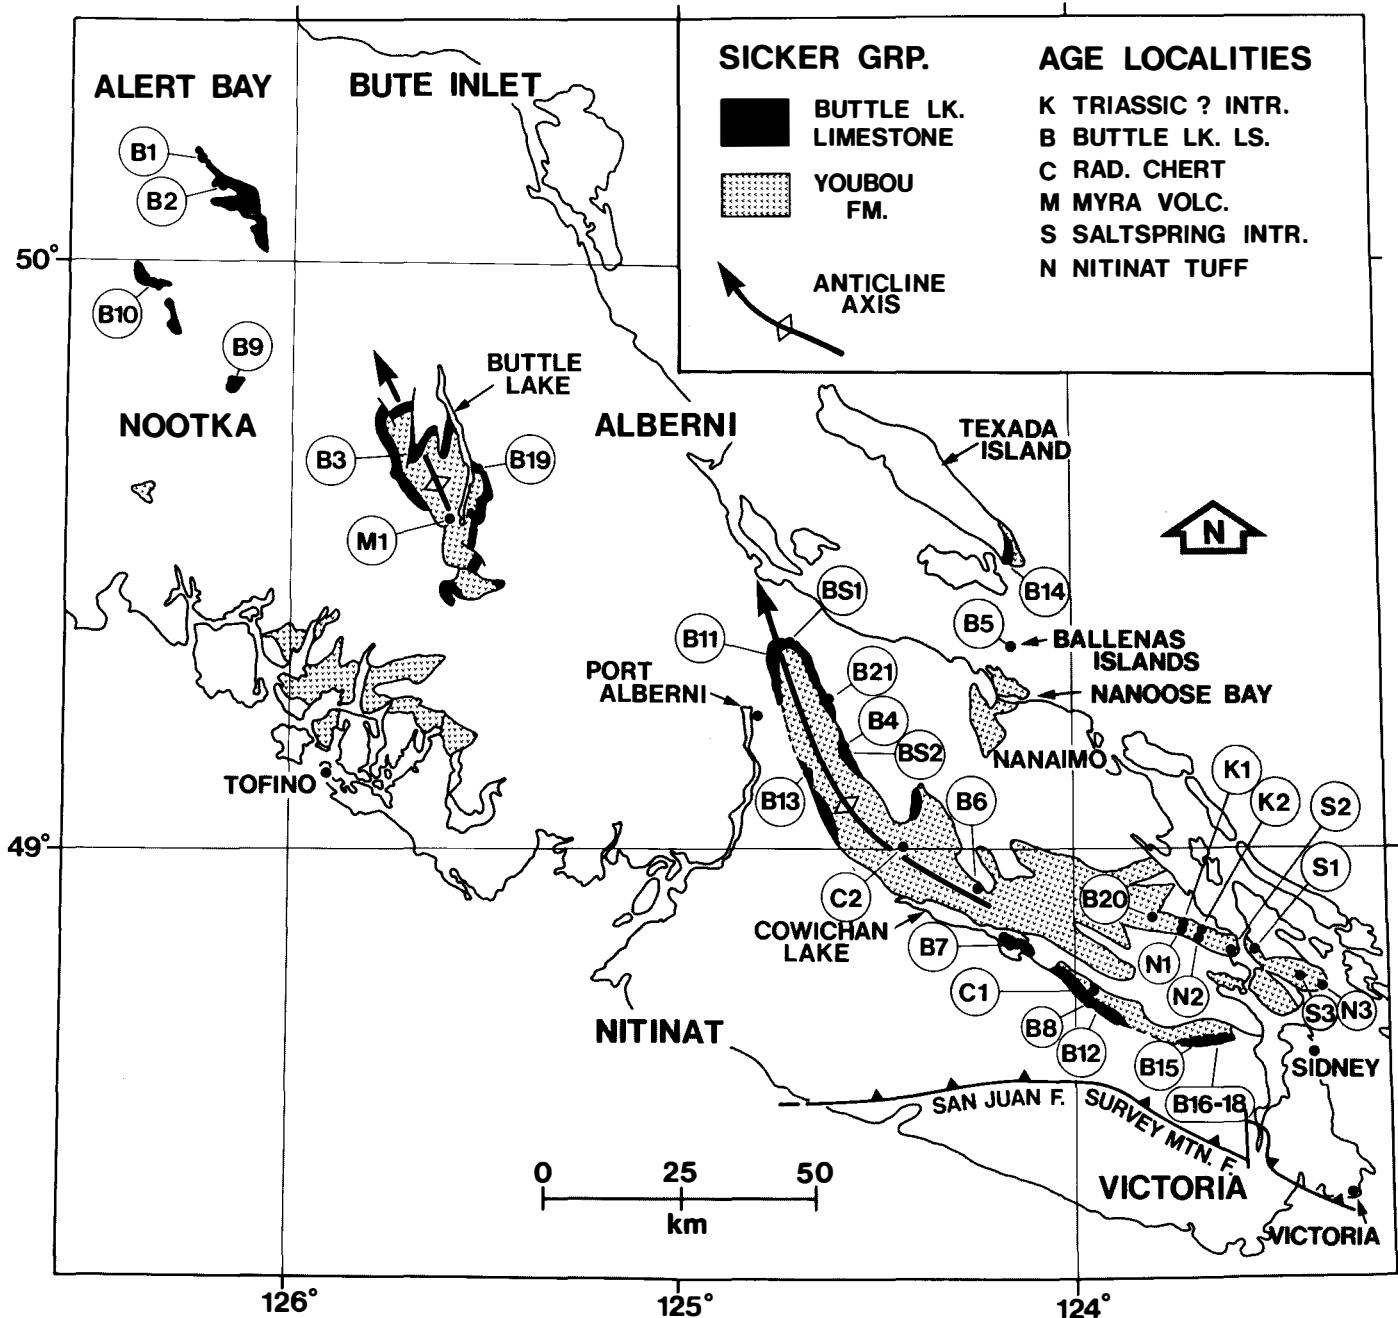 ALERT BAY
BUTE INLET
SICKER GRP.
BUTTLE LK.
LIMESTONE
YOUBOU
FM.
ANTICLINE
AXIS
AGE LOCALITIES
K TRIASSIC ? INTR.
B BUTTLE LK. LS.
C RAD. CHERT
M MYRA VOLC.
S SALTSPRING INTR.
N NITINAT TUFF
B1
B2
50°
B10
B9
BUTTLE
LAKE
NOOTKA
ALBERNI
TEXADA
ISLAND
B3
B19
M1
N
B14
BS1
B5
B11
BALLENAS
ISLANDS
PORT
ALBERNI
B21
NANOOSE BAY
B4
BS2
NANAIMO
TOFINO
B13
B6
K1
K2
S2
49°
S1
C2
B20
COWICHAN
LAKE
B7
N1
C1
N2
S3
N3
NITINAT
B8
B12
B15
SIDNEY
B16-18
SAN JUAN F.
SURVEY MTN. F.
0 25 50
km
VICTORIA
VICTORIA
126°
125°
124°